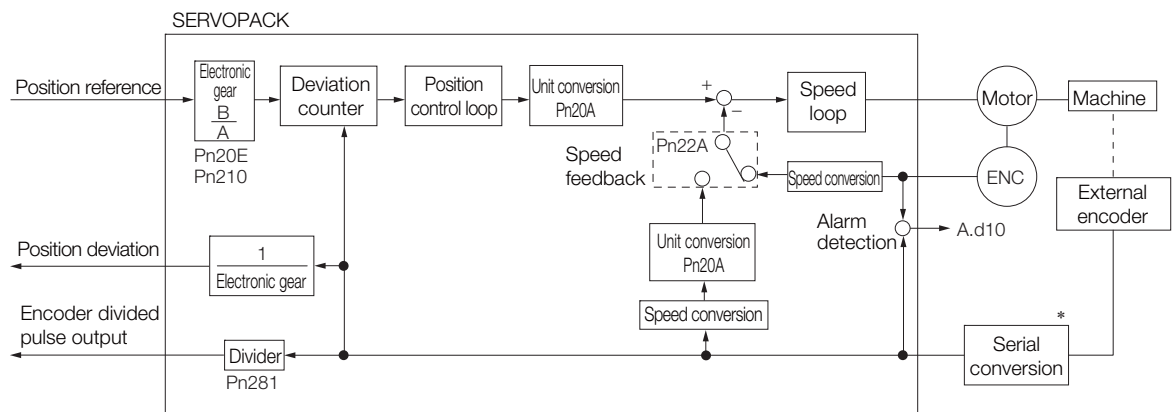 SERVOPACK
Position reference
Electronic
gear
B
A
Pn20E
Pn210
Deviation
counter
Position
control loop
Unit conversion
Pn20A
+
−
Speed
loop
Motor
Machine
Pn22A
Speed
feedback
Speed conversion
ENC
External
encoder
Alarm
detection
A.d10
Unit conversion
Pn20A
Position deviation
1
Electronic gear
Speed conversion
Encoder divided
pulse output
Divider
Pn281
*
Serial
conversion